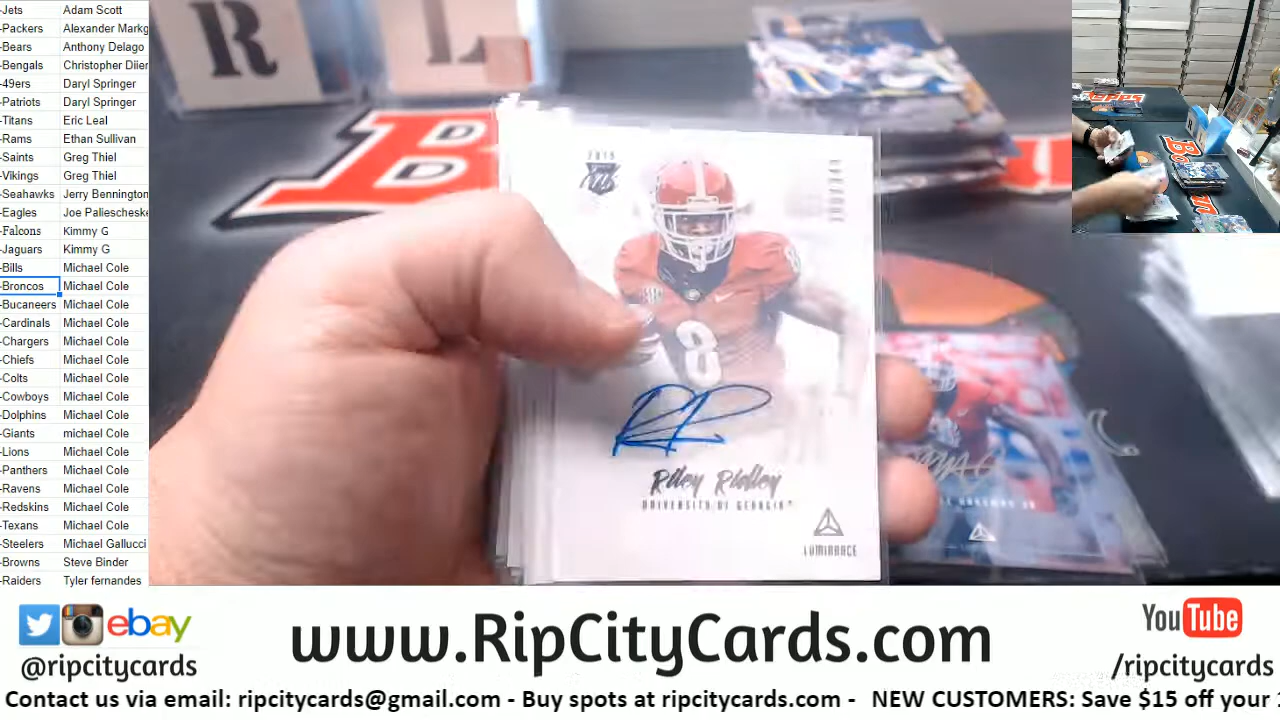 -Jets Adam Scott
-Packers Alexander Markg
-Bears Anthony Delago
-Bengals Christopher Diier
-49ers Daryl Springer
-Patriots Daryl Springer
-Titans Eric Leal
-Rams Ethan Sullivan
-Saints Greg Thiel
-Vikings Greg Thiel
-Seahawks Jerry Bennington
-Eagles Joe Paliescheske
-Falcons Kimmy G
-Jaguars Kimmy G
-Bills Michael Cole
-Broncos Michael Cole
-Bucaneers Michael Cole
-Cardinals Michael Cole
-Chargers Michael Cole
-Chiefs Michael Cole
-Colts Michael Cole
-Cowboys Michael Cole
-Dolphins Michael Cole
-Giants michael Cole
-Lions Michael Cole
-Panthers Michael Cole
-Ravens Michael Cole
-Redskins Michael Cole
-Texans Michael Cole
-Steelers Michael Gallucci
-Browns Steve Binder
-Raiders Tyler fernandes
R L
B
2019
8
8
Riley Ridley
UNIVERSITY OF GEORGIA
LUMINANCE
ebay
@ripcitycards
www.RipCityCards.com
YouTube
/ripcitycards
Contact us via email: ripcitycards@gmail.com - Buy spots at ripcitycards.com - NEW CUSTOMERS: Save $15 off your